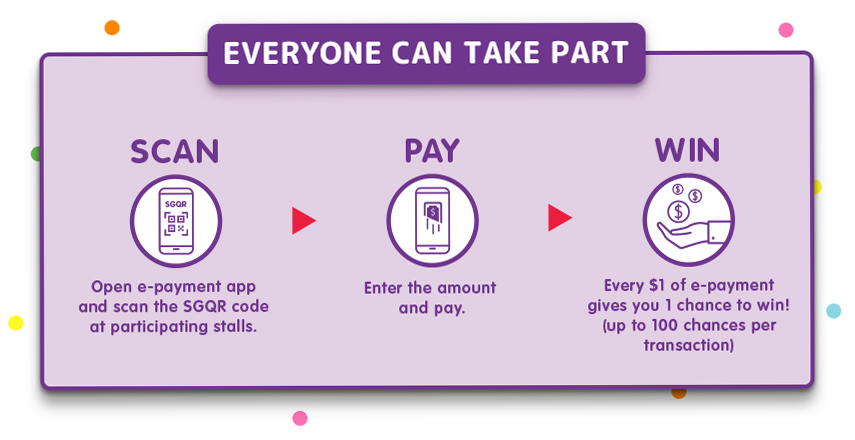 EVERYONE CAN TAKE PART
SCAN
SGQR
Open e-payment app
and scan the SGQR code
at participating stalls.
PAY
$
Enter the amount
and pay.
WIN
$
$
$
Every $1 of e-payment
gives you 1 chance to win!
(up to 100 chances per
transaction)